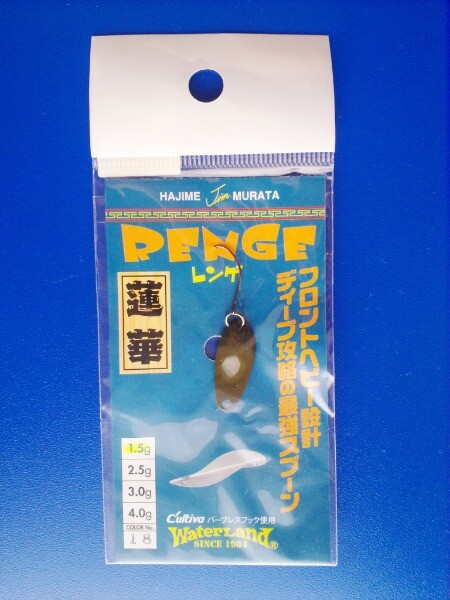 HAJIME Jim MURATA
RENGE
レンゲ
蓮華
フロントヘビー設計
ディープ攻略の最強スプーン
1.5g
2.5g
3.0g
4.0g
COLOR No.
18
C'ultiva バーブレスフック使用
WaterLand®
SINCE 1984